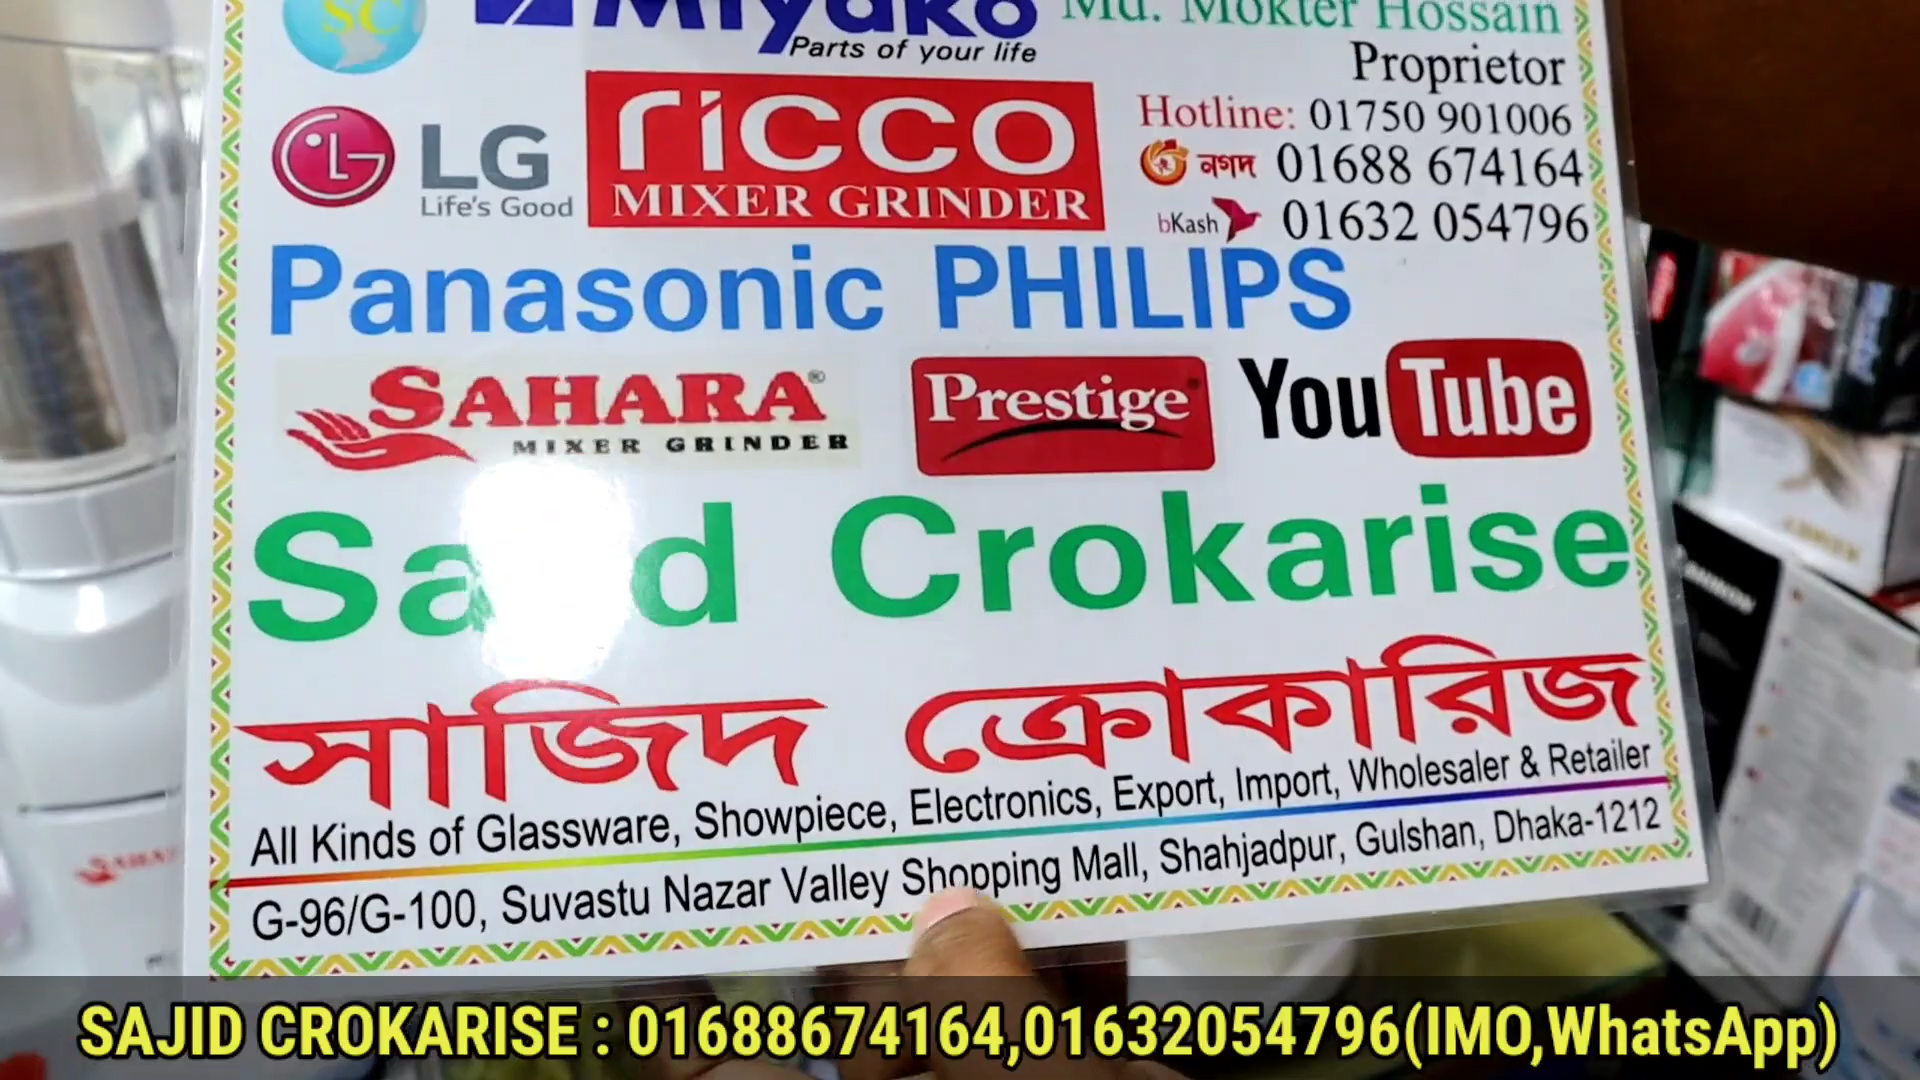 SC
Miyako
Parts of your life
Md. Mokter Hossain
Proprietor
LG
Life's Good
ricco
MIXER GRINDER
Hotline: 01750 901006
নগদ 01688 674164
bKash 01632 054796
Panasonic PHILIPS
SAHARA®
MIXER GRINDER
Prestige
YouTube
Crokarise
সাজিদ ক্রোকারিজ
All Kinds of Glassware, Showpiece, Electronics, Export, Import, Wholesaler & Retailer
G-96/G-100, Suvastu Nazar Valley Shopping Mall, Shahjadpur, Gulshan, Dhaka-1212
SAJID CROKARISE : 01688674164,01632054796(IMO,WhatsApp)